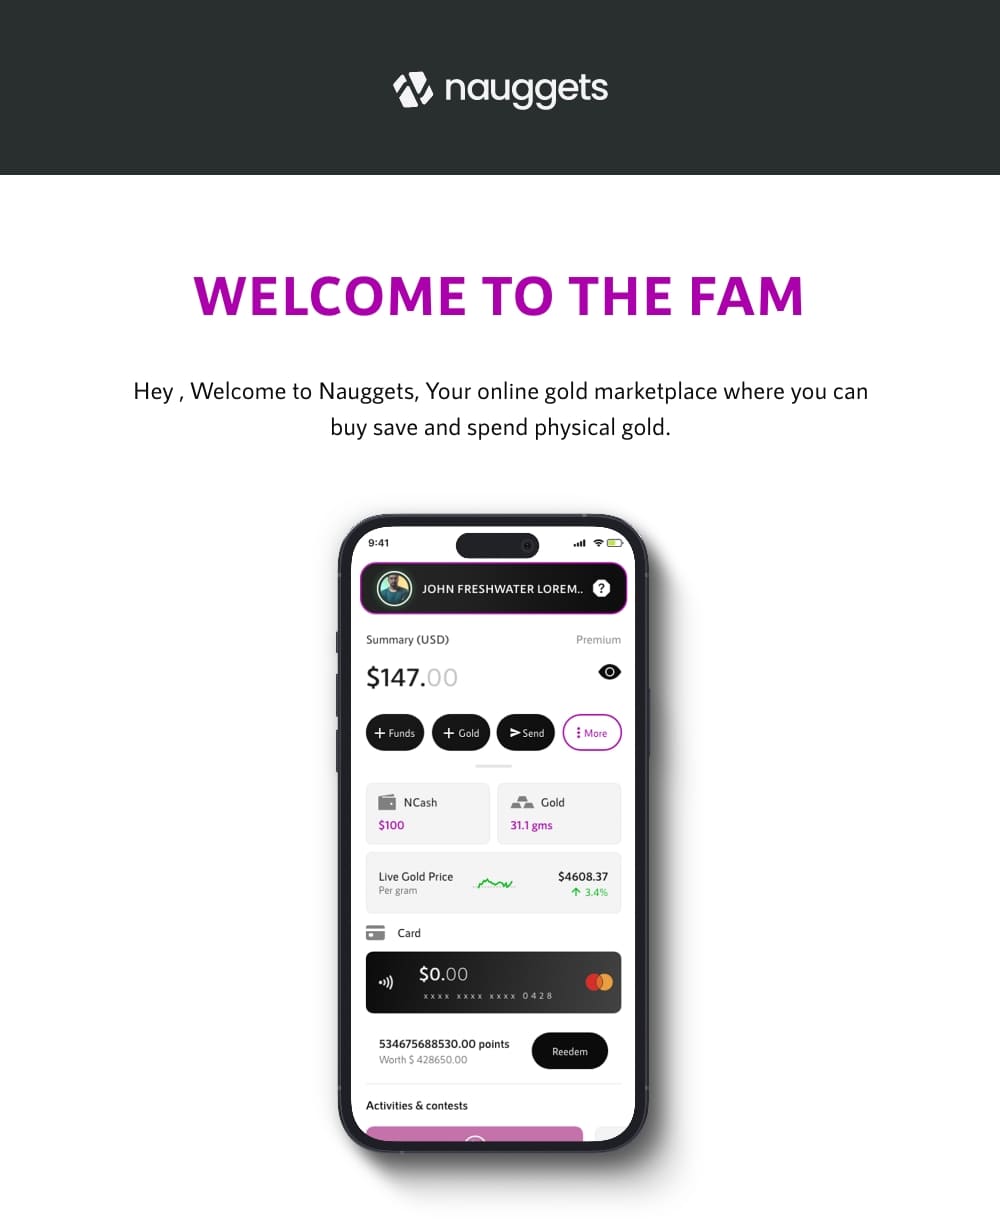 nauggets
WELCOME TO THE FAM
Hey , Welcome to Nauggets, Your online gold marketplace where you can
buy save and spend physical gold.
9:41
JOHN FRESHWATER LOREM.. ?
Summary (USD) Premium
$147.00
+ Funds + Gold Send More
NCash Gold
$100 31.1 gms
Live Gold Price $4608.37
Per gram ↑ 3.4%
Card
$0.00
xxxx xxxx xxxx 0428
534675688530.00 points Reedem
Worth $ 428650.00
Activities & contests